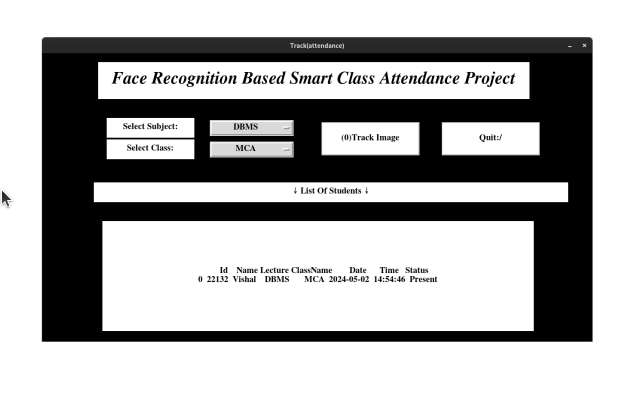 Track(attendance)
Face Recognition Based Smart Class Attendance Project
Select Subject: DBMS
Select Class: MCA
(0)Track Image
Quit:/
↓ List Of Students ↓
Id Name Lecture ClassName Date Time Status
0 22132 Vishal DBMS MCA 2024-05-02 14:54:46 Present